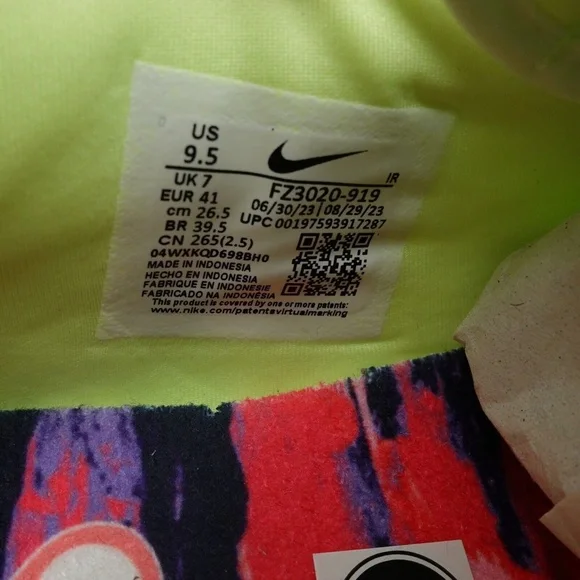 US
9.5
IR
UK 7
FZ3020-919
EUR 41
06/30/23 | 08/29/23
cm 26.5
UPC 00197593917287
BR 39.5
CN 265(2.5)
04WXKQD698BH0
MADE IN INDONESIA
HECHO EN INDONESIA
FABRIQUE EN INDONESIE
FABRICADO NA INDONÉSIA
This product is covered by one or more patents:
www.nike.com/patentsvirtualmarking